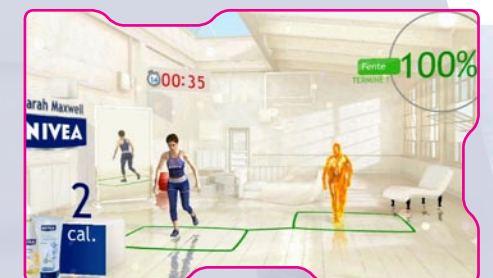 00:35
Fente
100%
TERMINÉ !
arah Maxwell
NIVEA
2
cal.